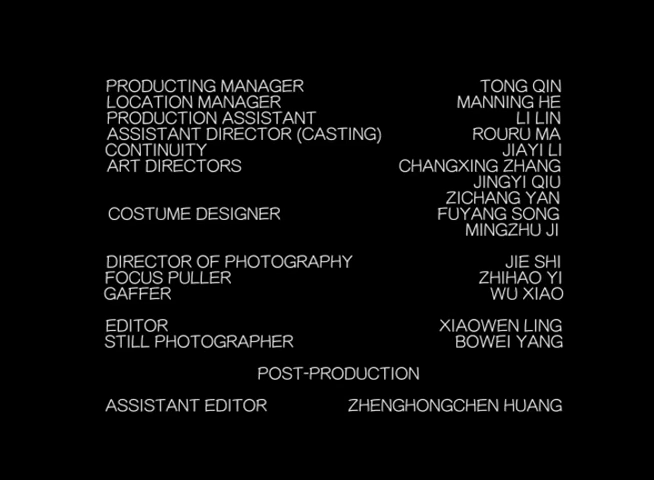 PRODUCTING MANAGER TONG QIN
LOCATION MANAGER MANNING HE
PRODUCTION ASSISTANT LI LIN
ASSISTANT DIRECTOR (CASTING) ROURU MA
CONTINUITY JIAYI LI
ART DIRECTORS CHANGXING ZHANG
JINGYI QIU
ZICHANG YAN
COSTUME DESIGNER FUYANG SONG
MINGZHU JI
DIRECTOR OF PHOTOGRAPHY JIE SHI
FOCUS PULLER ZHIHAO YI
GAFFER WU XIAO
EDITOR XIAOWEN LING
STILL PHOTOGRAPHER BOWEI YANG
POST-PRODUCTION
ASSISTANT EDITOR ZHENGHONGCHEN HUANG